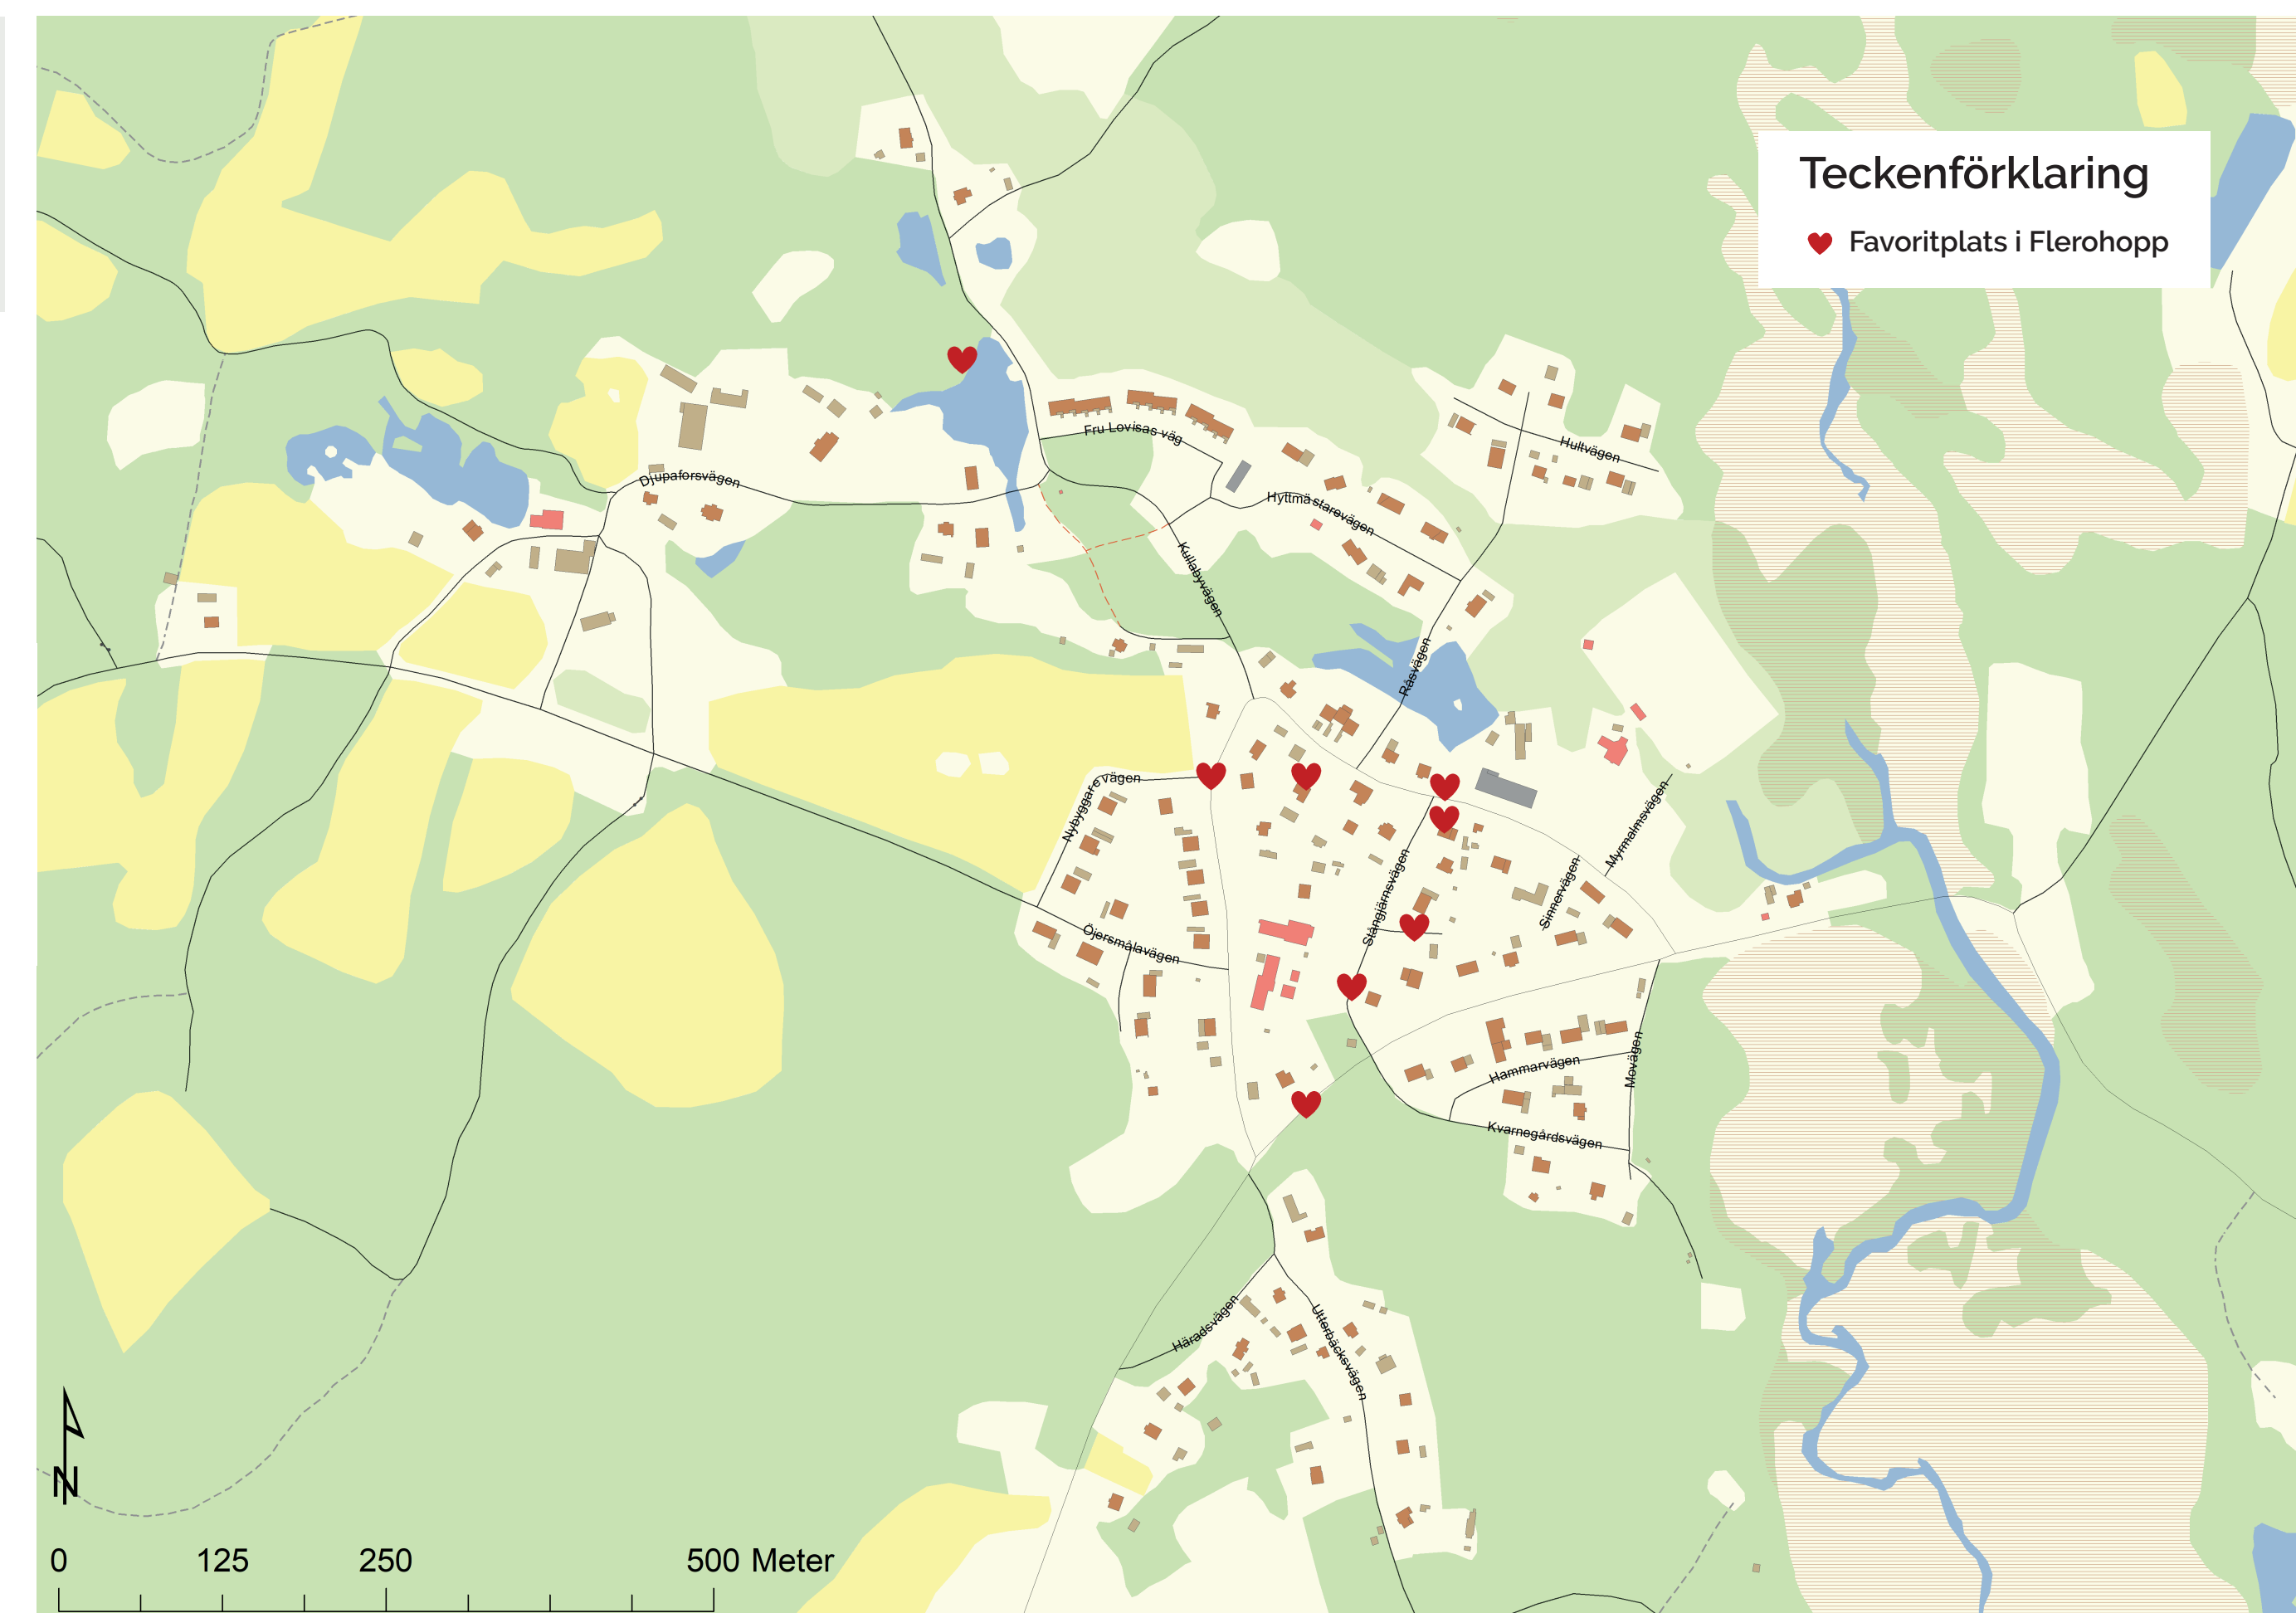 Teckenförklaring
Favoritplats i Flerohopp
Fru Lovisas väg
Hultvägen
Djupaforsvägen
Hyttmästarevägen
Kullabyvägen
Råsvägen
Nybyggarevägen
Myrmalmsvägen
Stångjärnsvägen
Sinnervägen
Öjersmålavägen
Hammarvägen
Movägen
Kvarnegårdsvägen
Häradsvägen
Utterbäcksvägen
N
0 125 250 500 Meter